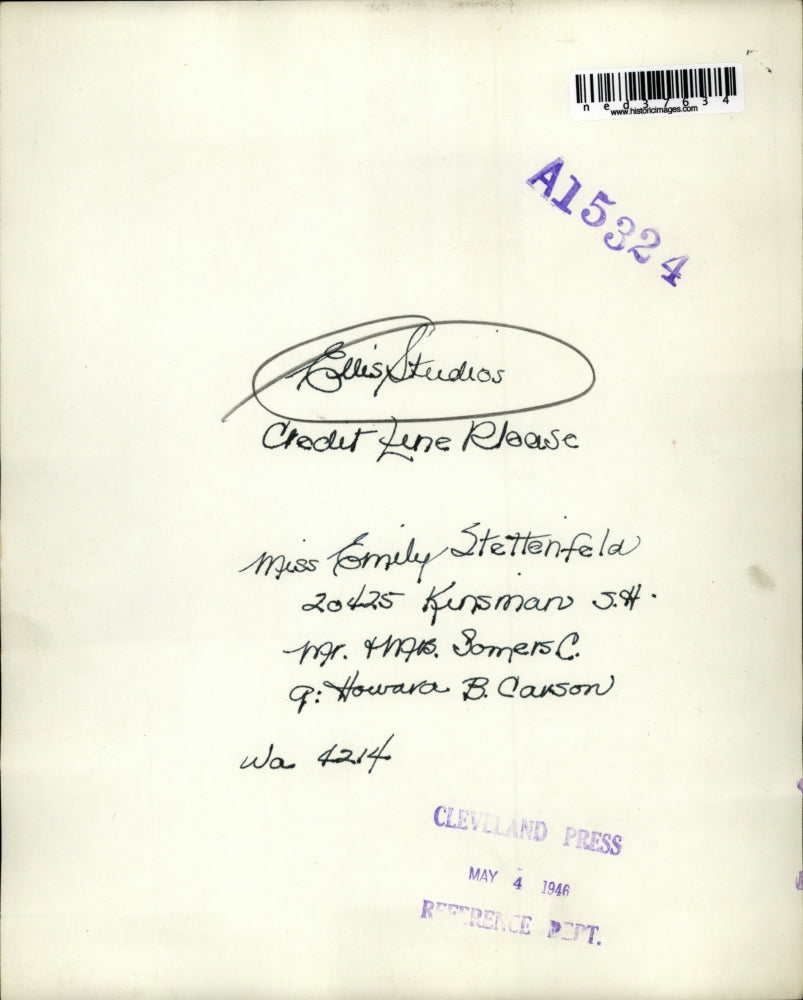 ned37634
www.historicimages.com
A15324
Ellis Studios
Credit Line Please
Miss Emily Stettenfeld
20425 Kinsman S.H.
Mr. + Mrs. Somers C.
g: Howard B. Carson
Wa 4214
CLEVELAND PRESS
MAY 4 1946
REFERENCE DEPT.